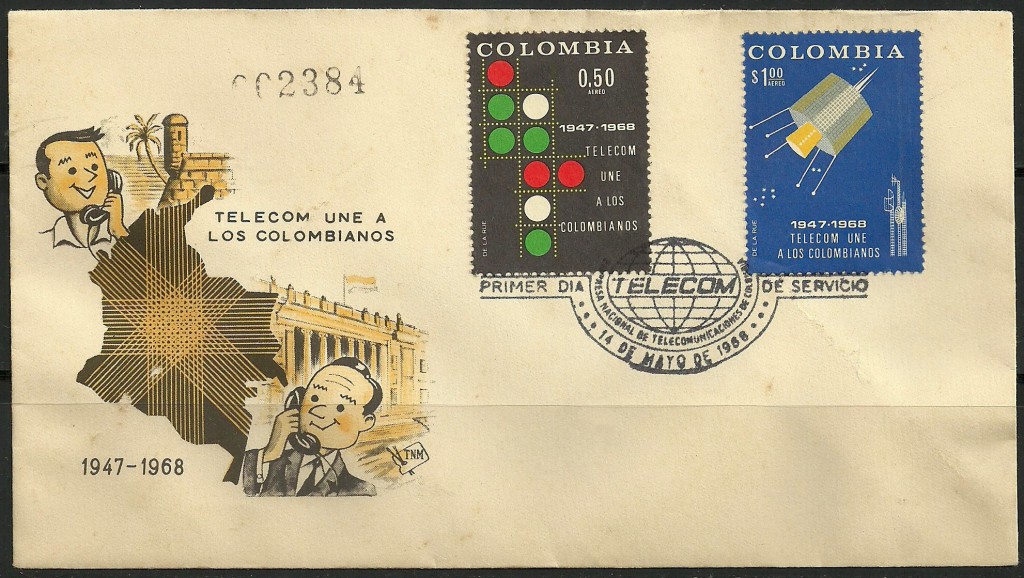 002384
TELECOM UNE A
LOS COLOMBIANOS
1947-1968
TNM
COLOMBIA
0,50
AEREO
1947·1968
TELECOM
UNE
A LOS
COLOMBIANOS
DE LA RUE
COLOMBIA
$1.00
AEREO
1947-1968
TELECOM UNE
A LOS COLOMBIANOS
DE LA RUE
PRIMER DIA
TELECOM
DE SERVICIO
EMPRESA NACIONAL DE TELECOMUNICACIONES DE COLOMBIA
14 DE MAYO DE 1968